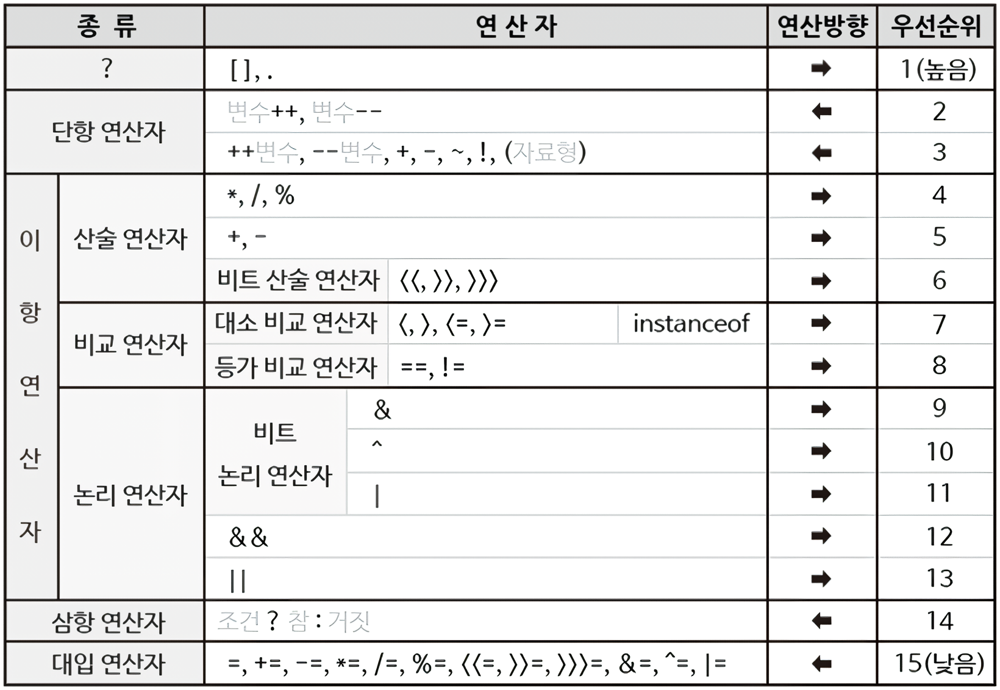 종 류 연 산 자 연산방향 우선순위
? [ ], . ➡ 1(높음)
단항 연산자 변수++, 변수-- ⬅ 2
++변수, --변수, +, -, ~, !, (자료형) ⬅ 3
이항연산자 산술 연산자 *, /, % ➡ 4
+, - ➡ 5
비트 산술 연산자 〈〈, 〉〉, 〉〉〉 ➡ 6
비교 연산자 대소 비교 연산자 〈, 〉, 〈=, 〉= instanceof ➡ 7
등가 비교 연산자 ==, != ➡ 8
논리 연산자 비트 논리 연산자 & ➡ 9
^ ➡ 10
| ➡ 11
&& ➡ 12
|| ➡ 13
삼항 연산자 조건 ? 참 : 거짓 ⬅ 14
대입 연산자 =, +=, -=, *=, /=, %=, 〈〈=, 〉〉=, 〉〉〉=, &=, ^=, |= ⬅ 15(낮음)